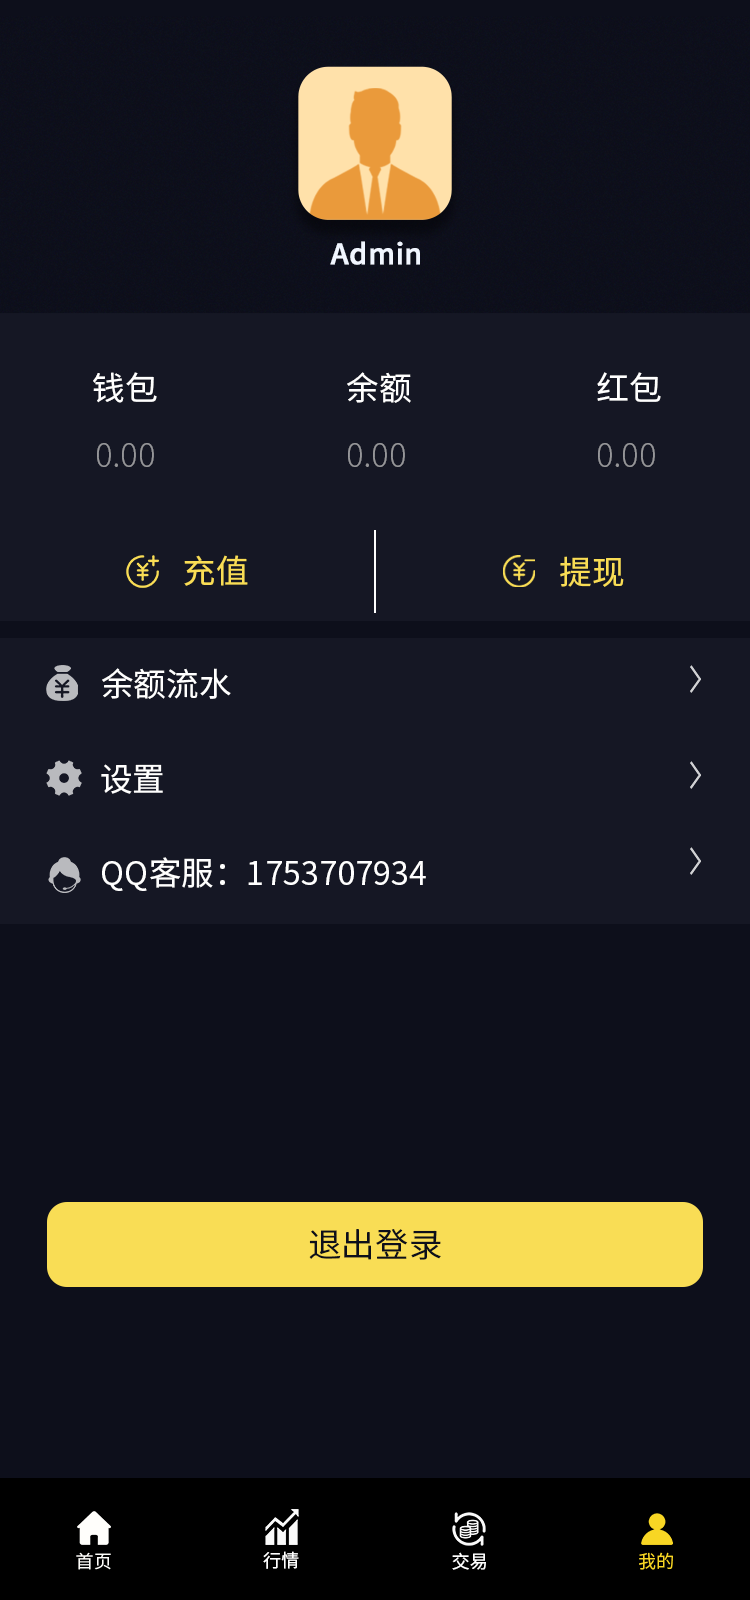 Admin
钱包 余额 红包
0.00 0.00 0.00
充值 提现
余额流水
设置
QQ客服：1753707934
退出登录
首页 行情 交易 我的